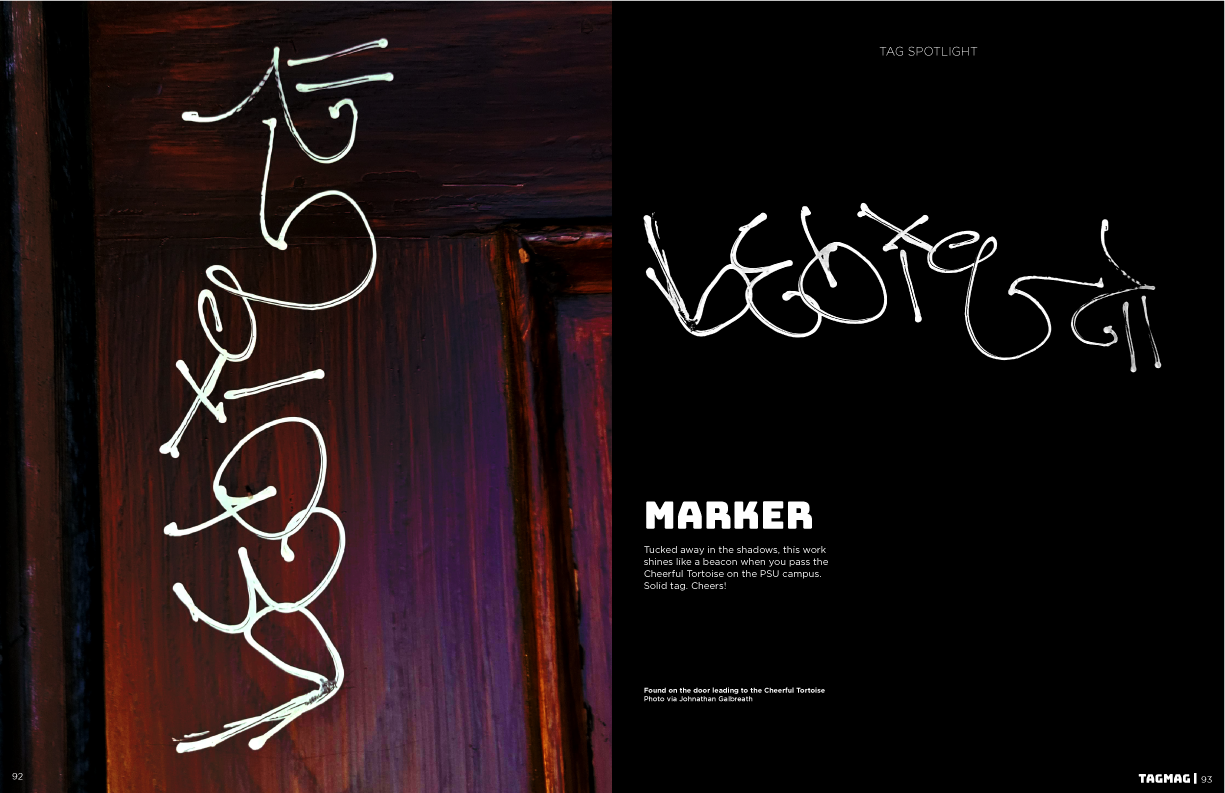 TAG SPOTLIGHT
MARKER
Tucked away in the shadows, this work
shines like a beacon when you pass the
Cheerful Tortoise on the PSU campus.
Solid tag. Cheers!
Found on the door leading to the Cheerful Tortoise
Photo via Johnathan Galbreath
92
TAGMAG | 93